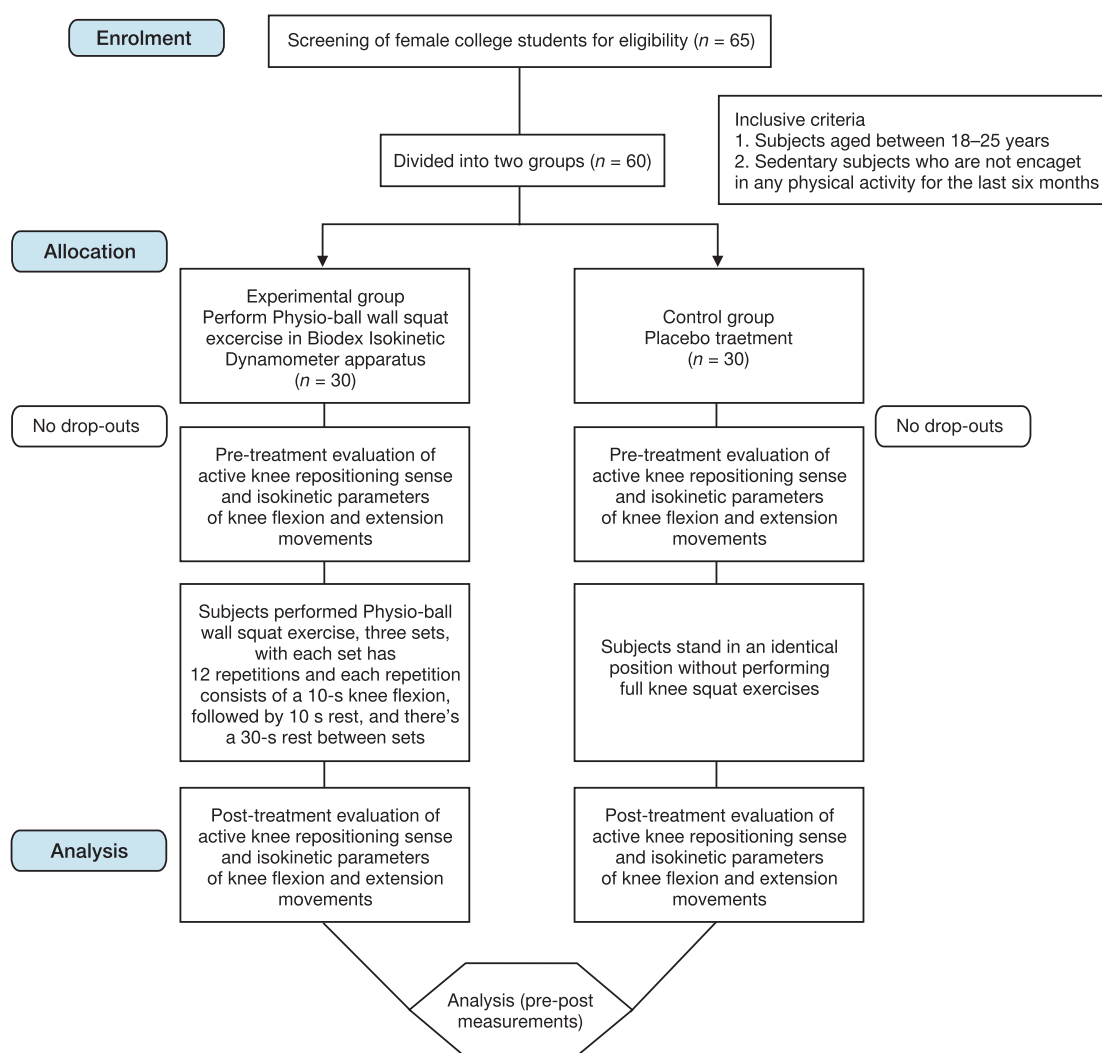 Enrolment
Screening of female college students for eligibility (n = 65)
Inclusive criteria
1. Subjects aged between 18–25 years
2. Sedentary subjects who are not encaget
in any physical activity for the last six months
Divided into two groups (n = 60)
Allocation
Experimental group
Perform Physio-ball wall squat
excercise in Biodex Isokinetic
Dynamometer apparatus
(n = 30)
Control group
Placebo traetment
(n = 30)
No drop-outs
No drop-outs
Pre-treatment evaluation of
active knee repositioning sense
and isokinetic parameters
of knee flexion and extension
movements
Pre-treatment evaluation of
active knee repositioning sense
and isokinetic parameters
of knee flexion and extension
movements
Subjects performed Physio-ball
wall squat exercise, three sets,
with each set has
12 repetitions and each repetition
consists of a 10-s knee flexion,
followed by 10 s rest, and there’s
a 30-s rest between sets
Subjects stand in an identical
position without performing
full knee squat exercises
Analysis
Post-treatment evaluation of
active knee repositioning sense
and isokinetic parameters
of knee flexion and extension
movements
Post-treatment evaluation of
active knee repositioning sense
and isokinetic parameters
of knee flexion and extension
movements
Analysis (pre-post
measurements)